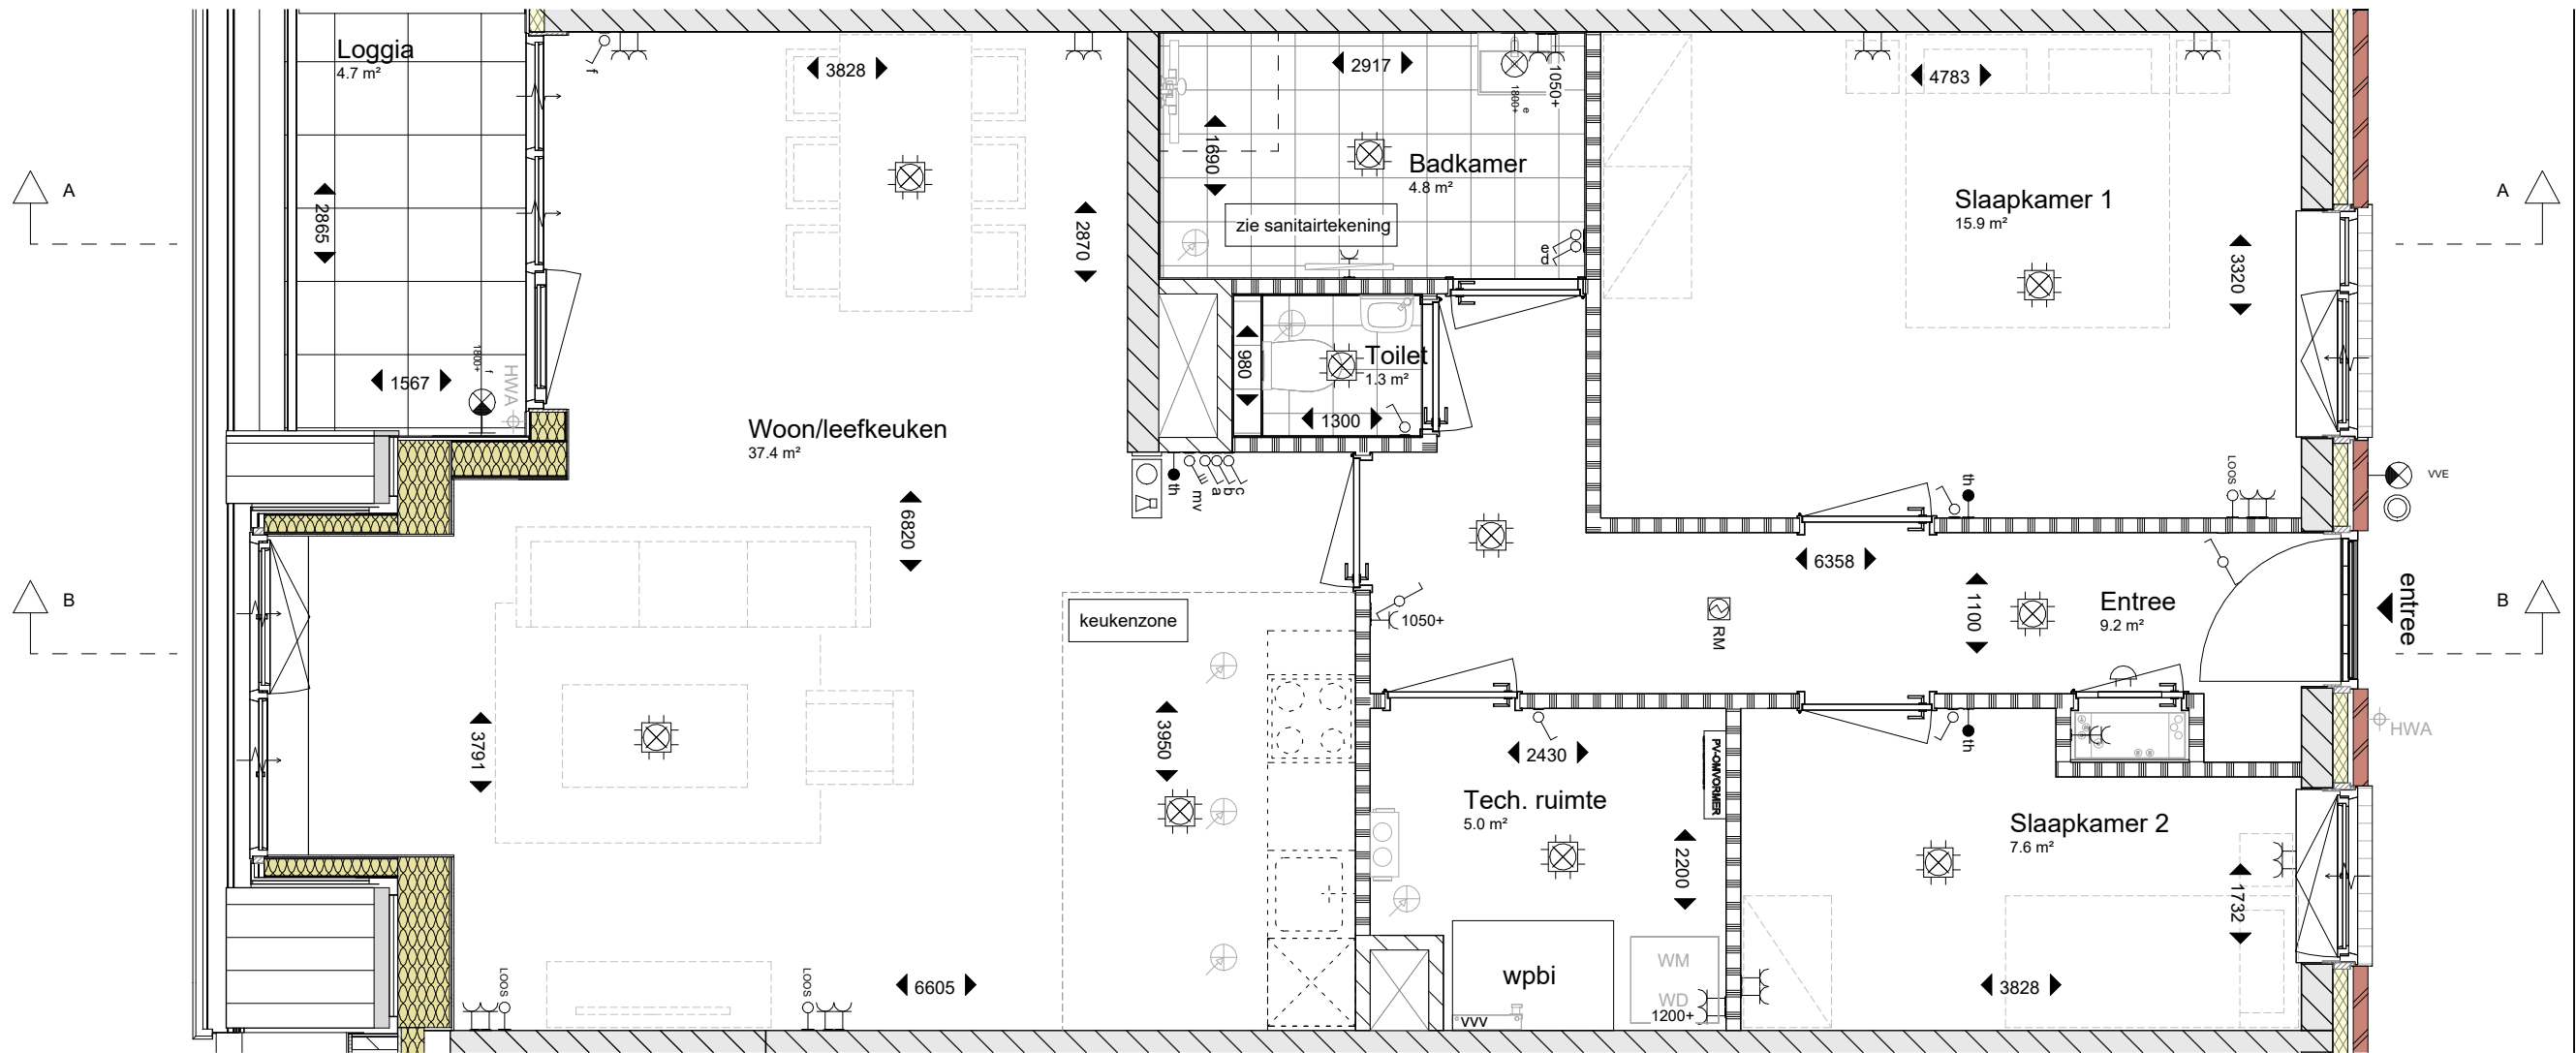 Loggia
4.7 m²
f
3828
2917
1050+
1800+
e
4783
A
A
2865
2870
1690
Badkamer
4.8 m²
zie sanitairtekening
e
d
Slaapkamer 1
15.9 m²
3320
1800+
f
HWA
1567
980
Toilet
1.3 m²
1300
Woon/leefkeuken
37.4 m²
th
mv
a
b
c
th
LOOS
VVE
6820
6358
1100
Entree
9.2 m²
entree
B
B
keukenzone
1050+
RM
3791
3950
2430
PV-OMVORMER
th
HWA
Tech. ruimte
5.0 m²
2200
Slaapkamer 2
7.6 m²
1732
LOOS
LOOS
6605
wpbi
VVV
WM
WD
1200+
3828